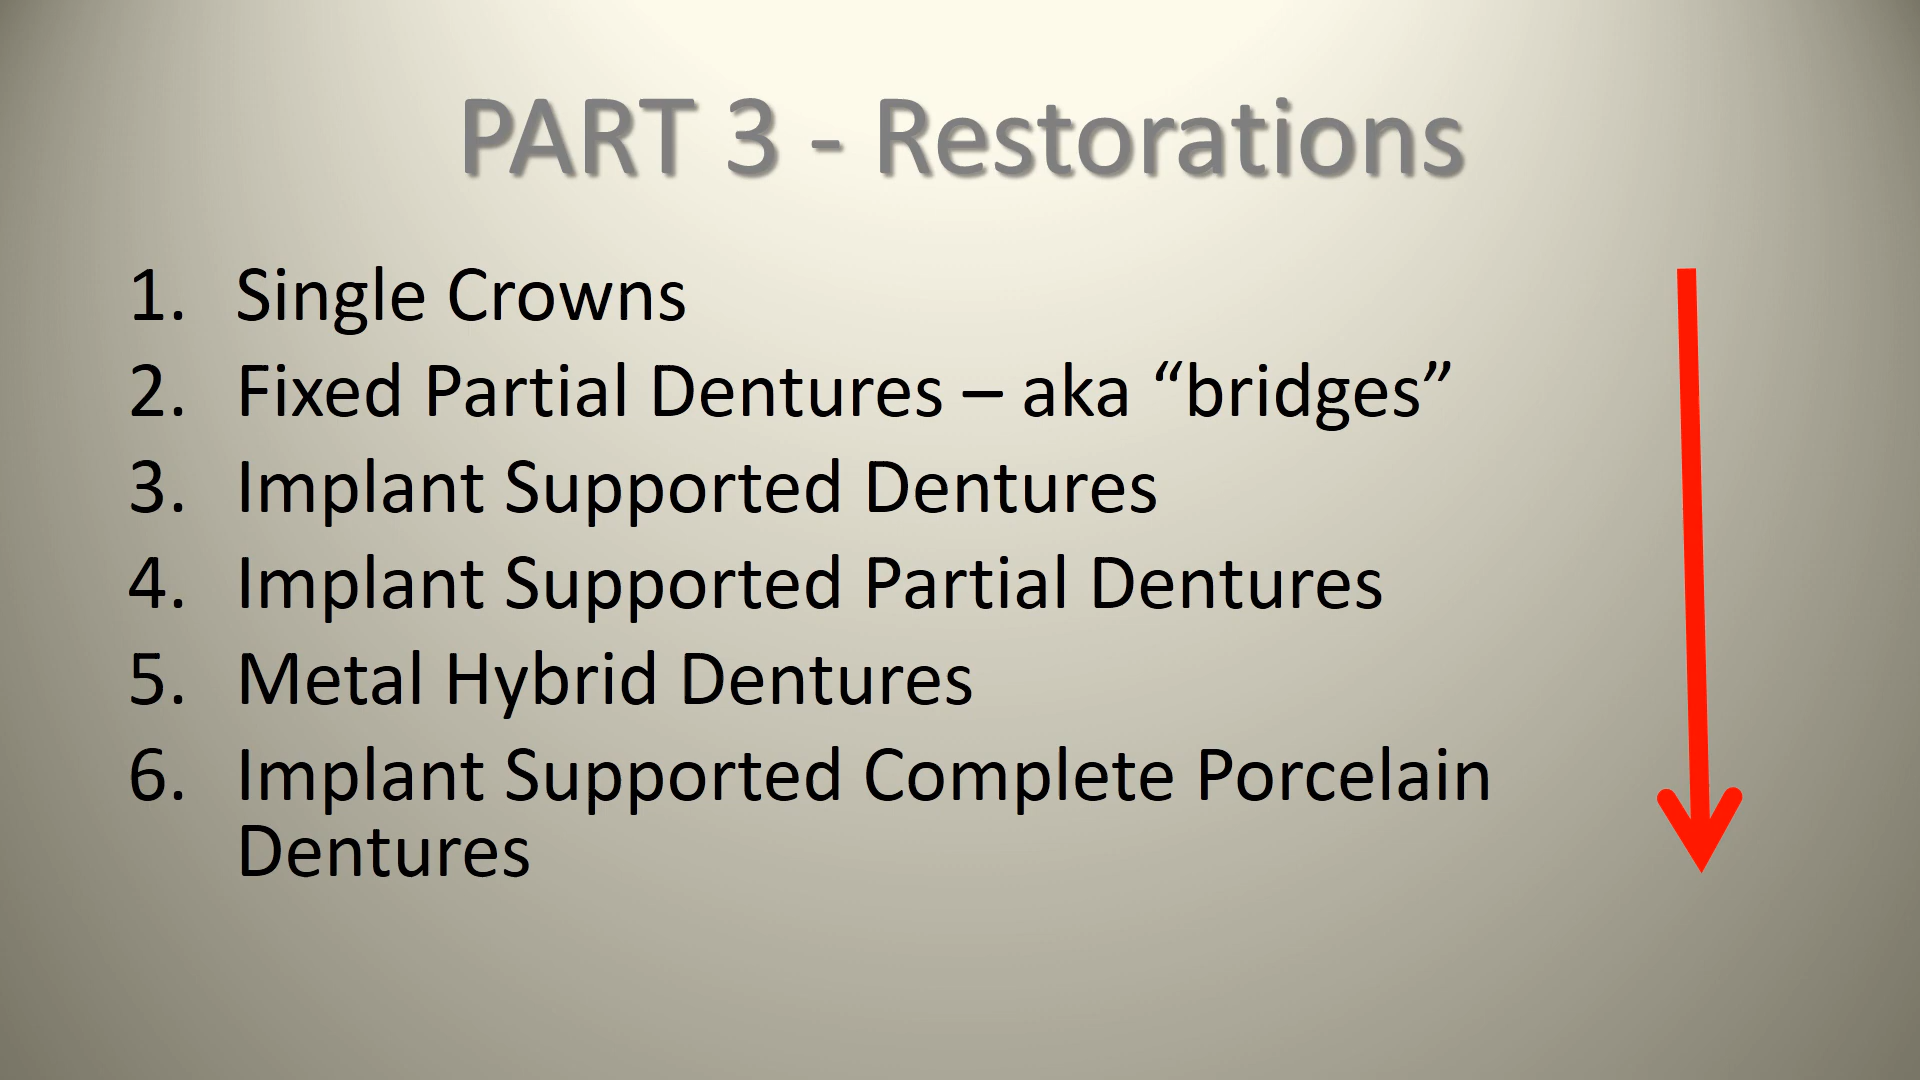 PART 3 - Restorations
1. Single Crowns
2. Fixed Partial Dentures – aka “bridges”
3. Implant Supported Dentures
4. Implant Supported Partial Dentures
5. Metal Hybrid Dentures
6. Implant Supported Complete Porcelain
Dentures